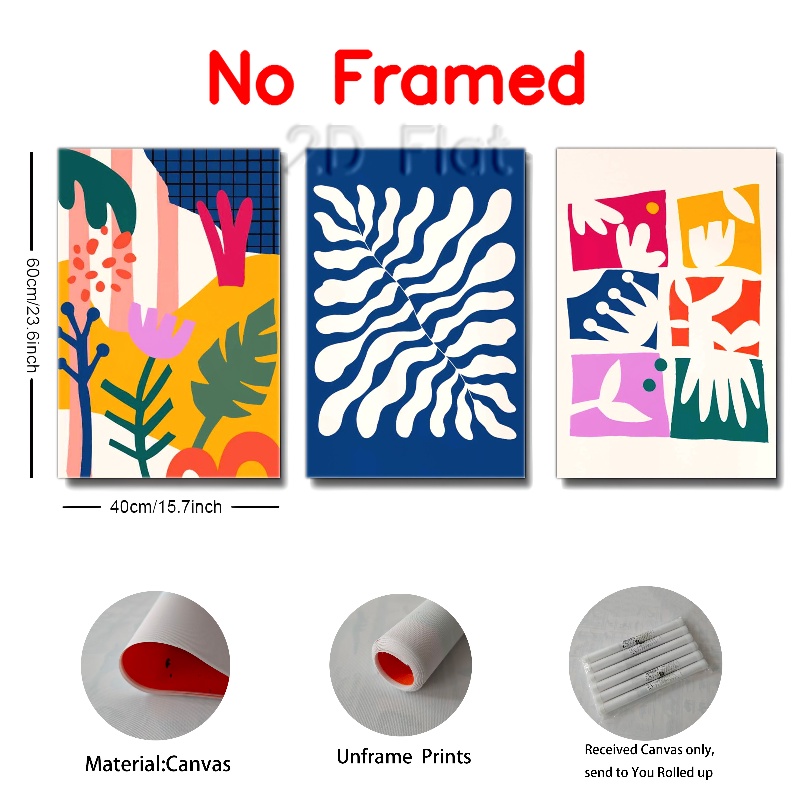 No Framed
2D Flat
60cm/23.6inch
40cm/15.7inch
Material:Canvas
Unframe Prints
Received Canvas only,
send to You Rolled up